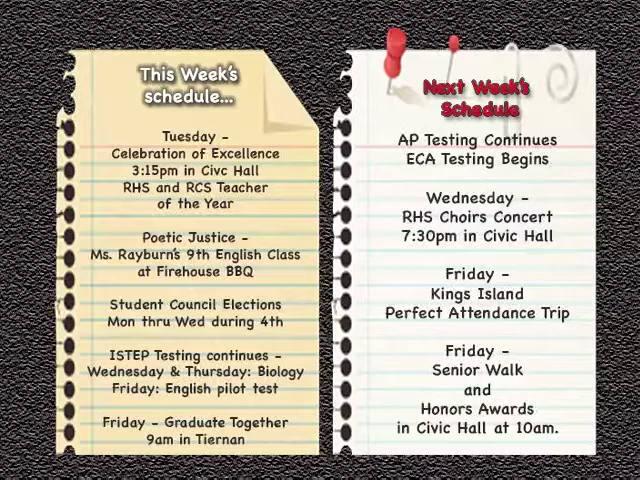 This Week's
schedule...
Tuesday -
Celebration of Excellence
3:15pm in Civc Hall
RHS and RCS Teacher
of the Year
Poetic Justice -
Ms. Rayburn's 9th English Class
at Firehouse BBQ
Student Council Elections
Mon thru Wed during 4th
ISTEP Testing continues -
Wednesday & Thursday: Biology
Friday: English pilot test
Friday - Graduate Together
9am in Tiernan
Next Week's
Schedule
AP Testing Continues
ECA Testing Begins
Wednesday -
RHS Choirs Concert
7:30pm in Civic Hall
Friday -
Kings Island
Perfect Attendance Trip
Friday -
Senior Walk
and
Honors Awards
in Civic Hall at 10am.